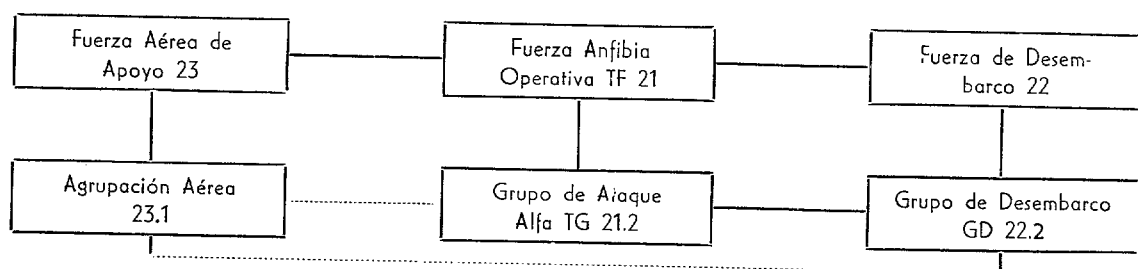 Fuerza Aérea de
Apoyo 23
Fuerza Anfibia
Operativa TF 21
Fuerza de Desem-
barco 22
Agrupación Aérea
23.1
Grupo de Ataque
Alfa TG 21.2
Grupo de Desembarco
GD 22.2